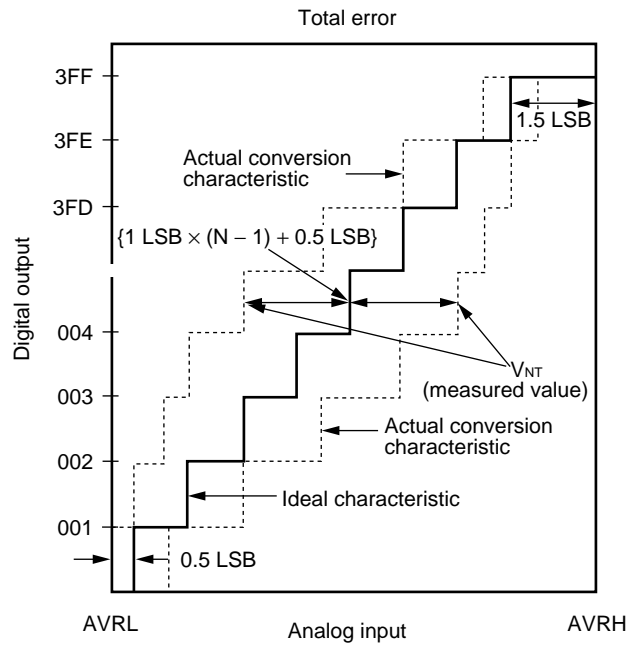 Total error
3FF
1.5 LSB
3FE
Actual conversion
characteristic
3FD
{1 LSB × (N – 1) + 0.5 LSB}
Digital output
004
VNT
(measured value)
003
Actual conversion
characteristic
002
Ideal characteristic
001
0.5 LSB
AVRL
Analog input
AVRH